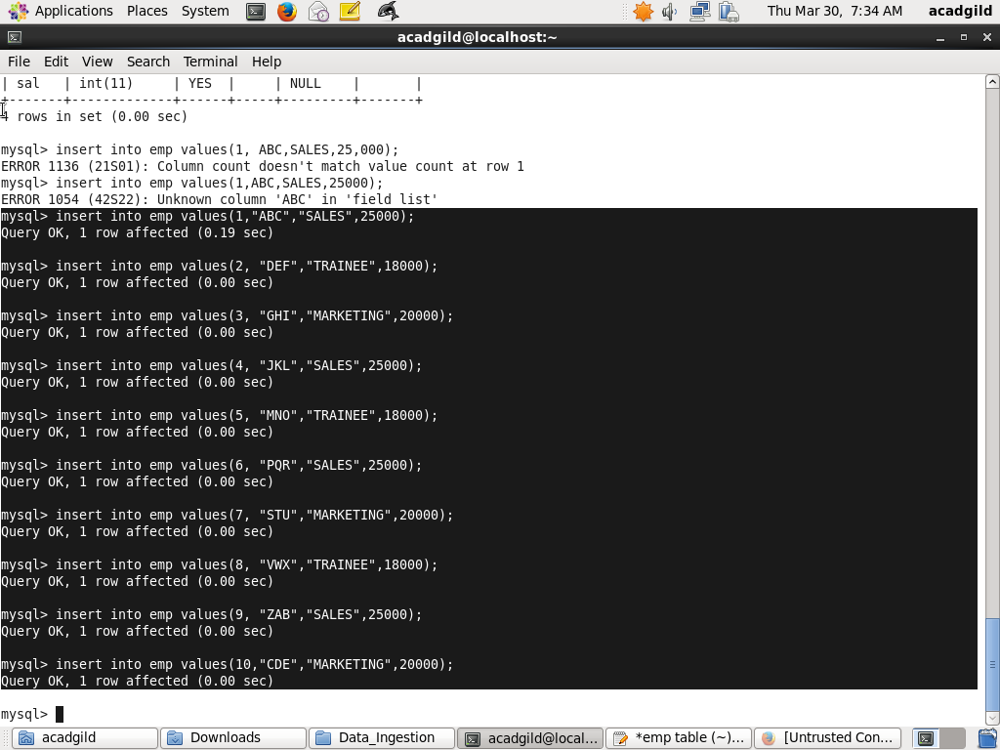 Applications Places System Thu Mar 30, 7:34 AM acadgild
acadgild@localhost:~
File Edit View Search Terminal Help
| sal   | int(11)     | YES  |     | NULL    |       |
+-------+-------------+------+-----+---------+-------+
4 rows in set (0.00 sec)
mysql> insert into emp values(1, ABC,SALES,25,000);
ERROR 1136 (21S01): Column count doesn't match value count at row 1
mysql> insert into emp values(1,ABC,SALES,25000);
ERROR 1054 (42S22): Unknown column 'ABC' in 'field list'
mysql> insert into emp values(1,"ABC","SALES",25000);
Query OK, 1 row affected (0.19 sec)
mysql> insert into emp values(2, "DEF","TRAINEE",18000);
Query OK, 1 row affected (0.00 sec)
mysql> insert into emp values(3, "GHI","MARKETING",20000);
Query OK, 1 row affected (0.00 sec)
mysql> insert into emp values(4, "JKL","SALES",25000);
Query OK, 1 row affected (0.00 sec)
mysql> insert into emp values(5, "MNO","TRAINEE",18000);
Query OK, 1 row affected (0.00 sec)
mysql> insert into emp values(6, "PQR","SALES",25000);
Query OK, 1 row affected (0.00 sec)
mysql> insert into emp values(7, "STU","MARKETING",20000);
Query OK, 1 row affected (0.00 sec)
mysql> insert into emp values(8, "VWX","TRAINEE",18000);
Query OK, 1 row affected (0.00 sec)
mysql> insert into emp values(9, "ZAB","SALES",25000);
Query OK, 1 row affected (0.00 sec)
mysql> insert into emp values(10,"CDE","MARKETING",20000);
Query OK, 1 row affected (0.00 sec)
mysql>
acadgild Downloads Data_Ingestion acadgild@local... *emp table (~)... [Untrusted Con...